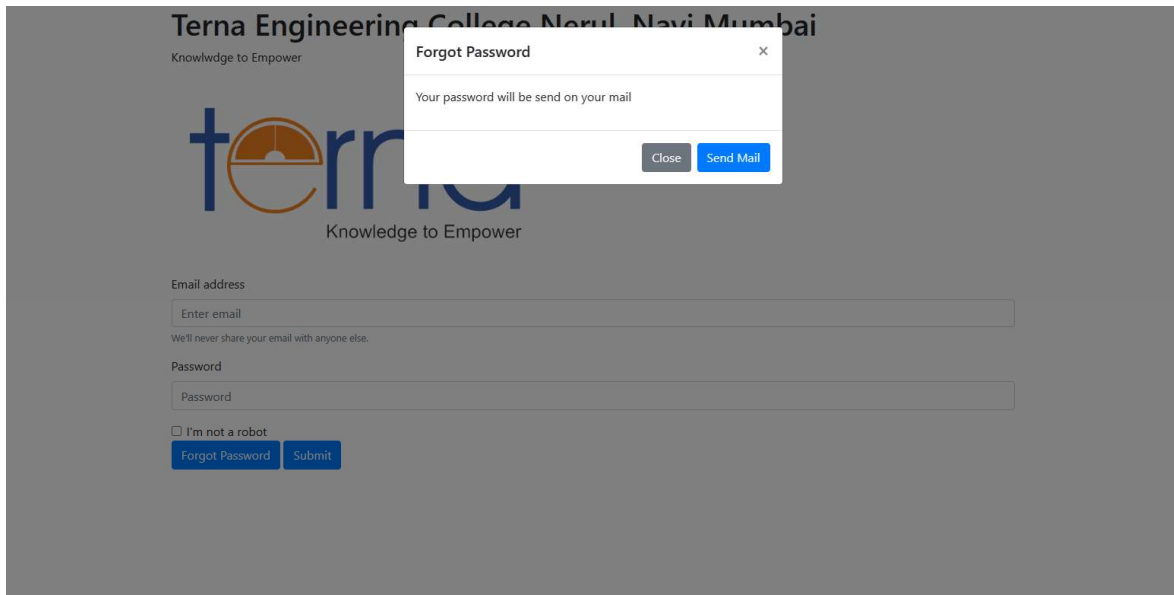 Terna Engineering College Nerul, Navi Mumbai
Knowlwdge to Empower
Forgot Password ×
Your password will be send on your mail
Close Send Mail
terna
Knowledge to Empower
Email address
Enter email
We'll never share your email with anyone else.
Password
Password
I'm not a robot
Forgot Password Submit